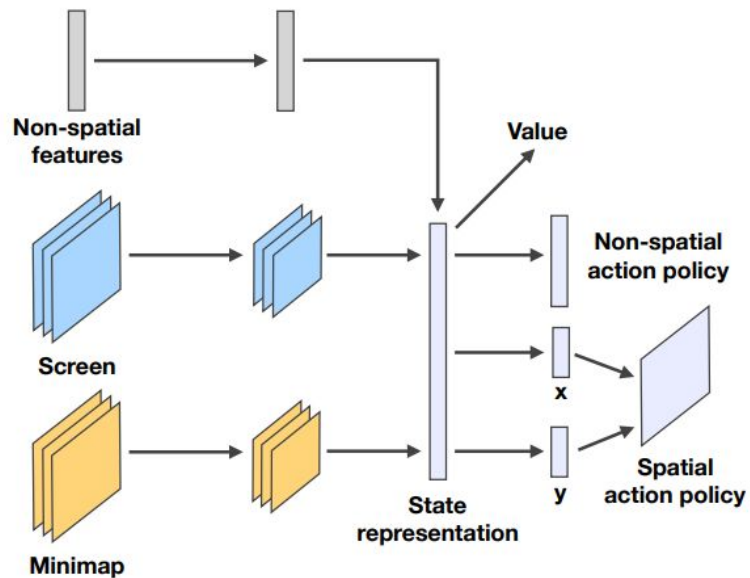 Non-spatial
features
Value
Non-spatial
action policy
Screen
x
y
Spatial
action policy
State
representation
Minimap